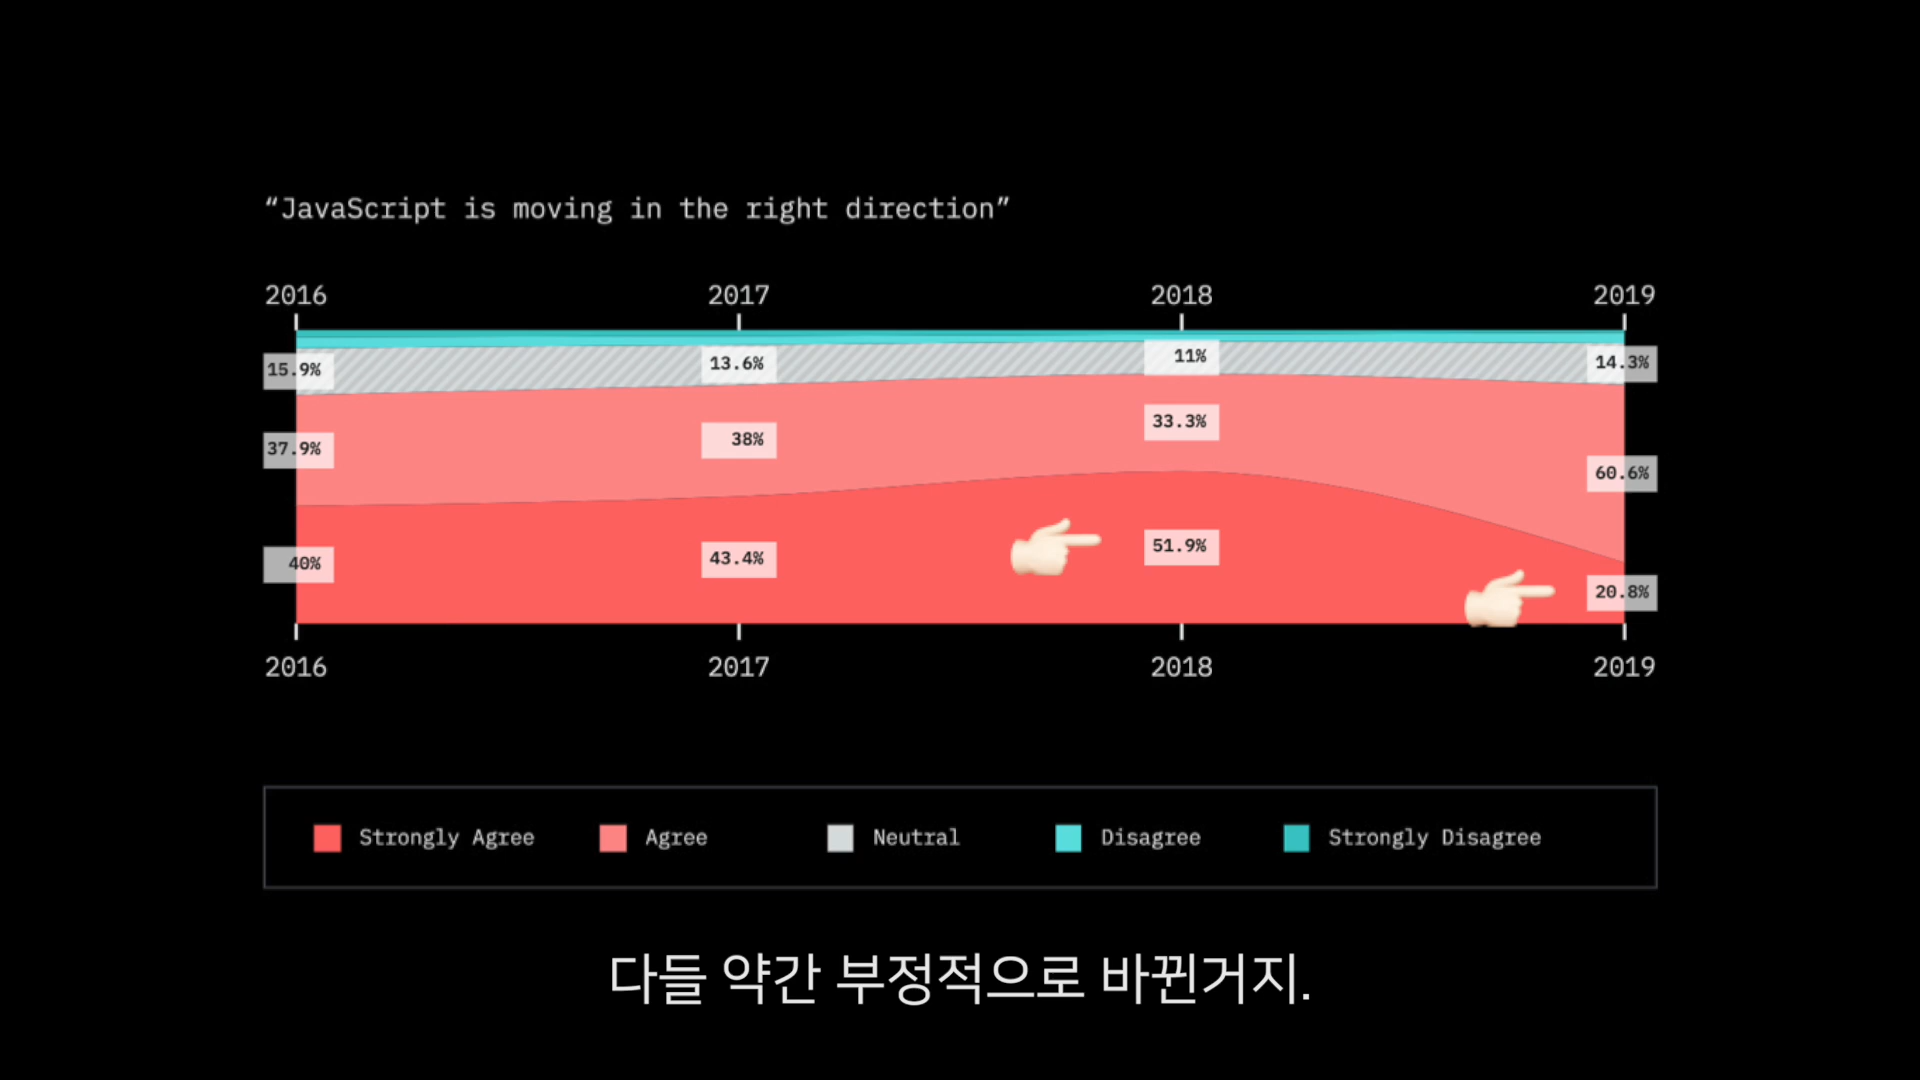 “JavaScript is moving in the right direction”
2016 2017 2018 2019
15.9% 13.6% 11% 14.3%
37.9% 38% 33.3% 60.6%
40% 43.4% 51.9% 20.8%
2016 2017 2018 2019
Strongly Agree Agree Neutral Disagree Strongly Disagree
다들 약간 부정적으로 바뀐거지.